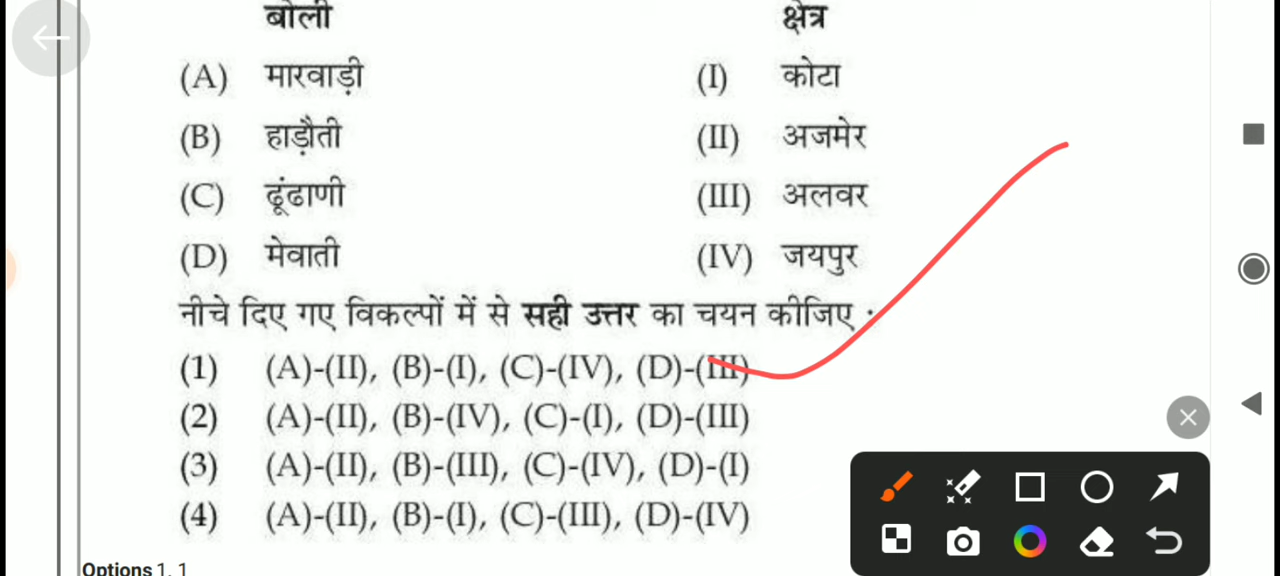 बोली क्षेत्र
(A) मारवाड़ी (I) कोटा
(B) हाड़ौती (II) अजमेर
(C) ढूंढाणी (III) अलवर
(D) मेवाती (IV) जयपुर
नीचे दिए गए विकल्पों में से सही उत्तर का चयन कीजिए :
(1) (A)-(II), (B)-(I), (C)-(IV), (D)-(III)
(2) (A)-(II), (B)-(IV), (C)-(I), (D)-(III)
(3) (A)-(II), (B)-(III), (C)-(IV), (D)-(I)
(4) (A)-(II), (B)-(I), (C)-(III), (D)-(IV)
Options 1. 1